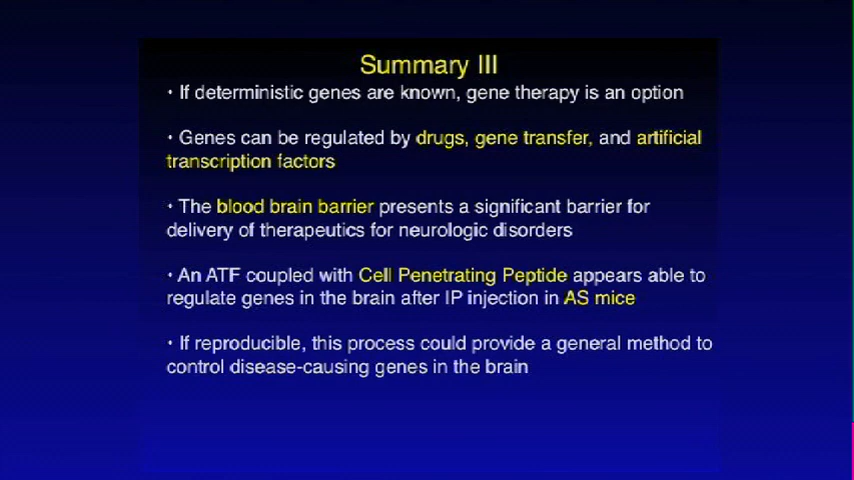 Summary III
• If deterministic genes are known, gene therapy is an option
• Genes can be regulated by drugs, gene transfer, and artificial
transcription factors
• The blood brain barrier presents a significant barrier for
delivery of therapeutics for neurologic disorders
• An ATF coupled with Cell Penetrating Peptide appears able to
regulate genes in the brain after IP injection in AS mice
• If reproducible, this process could provide a general method to
control disease-causing genes in the brain